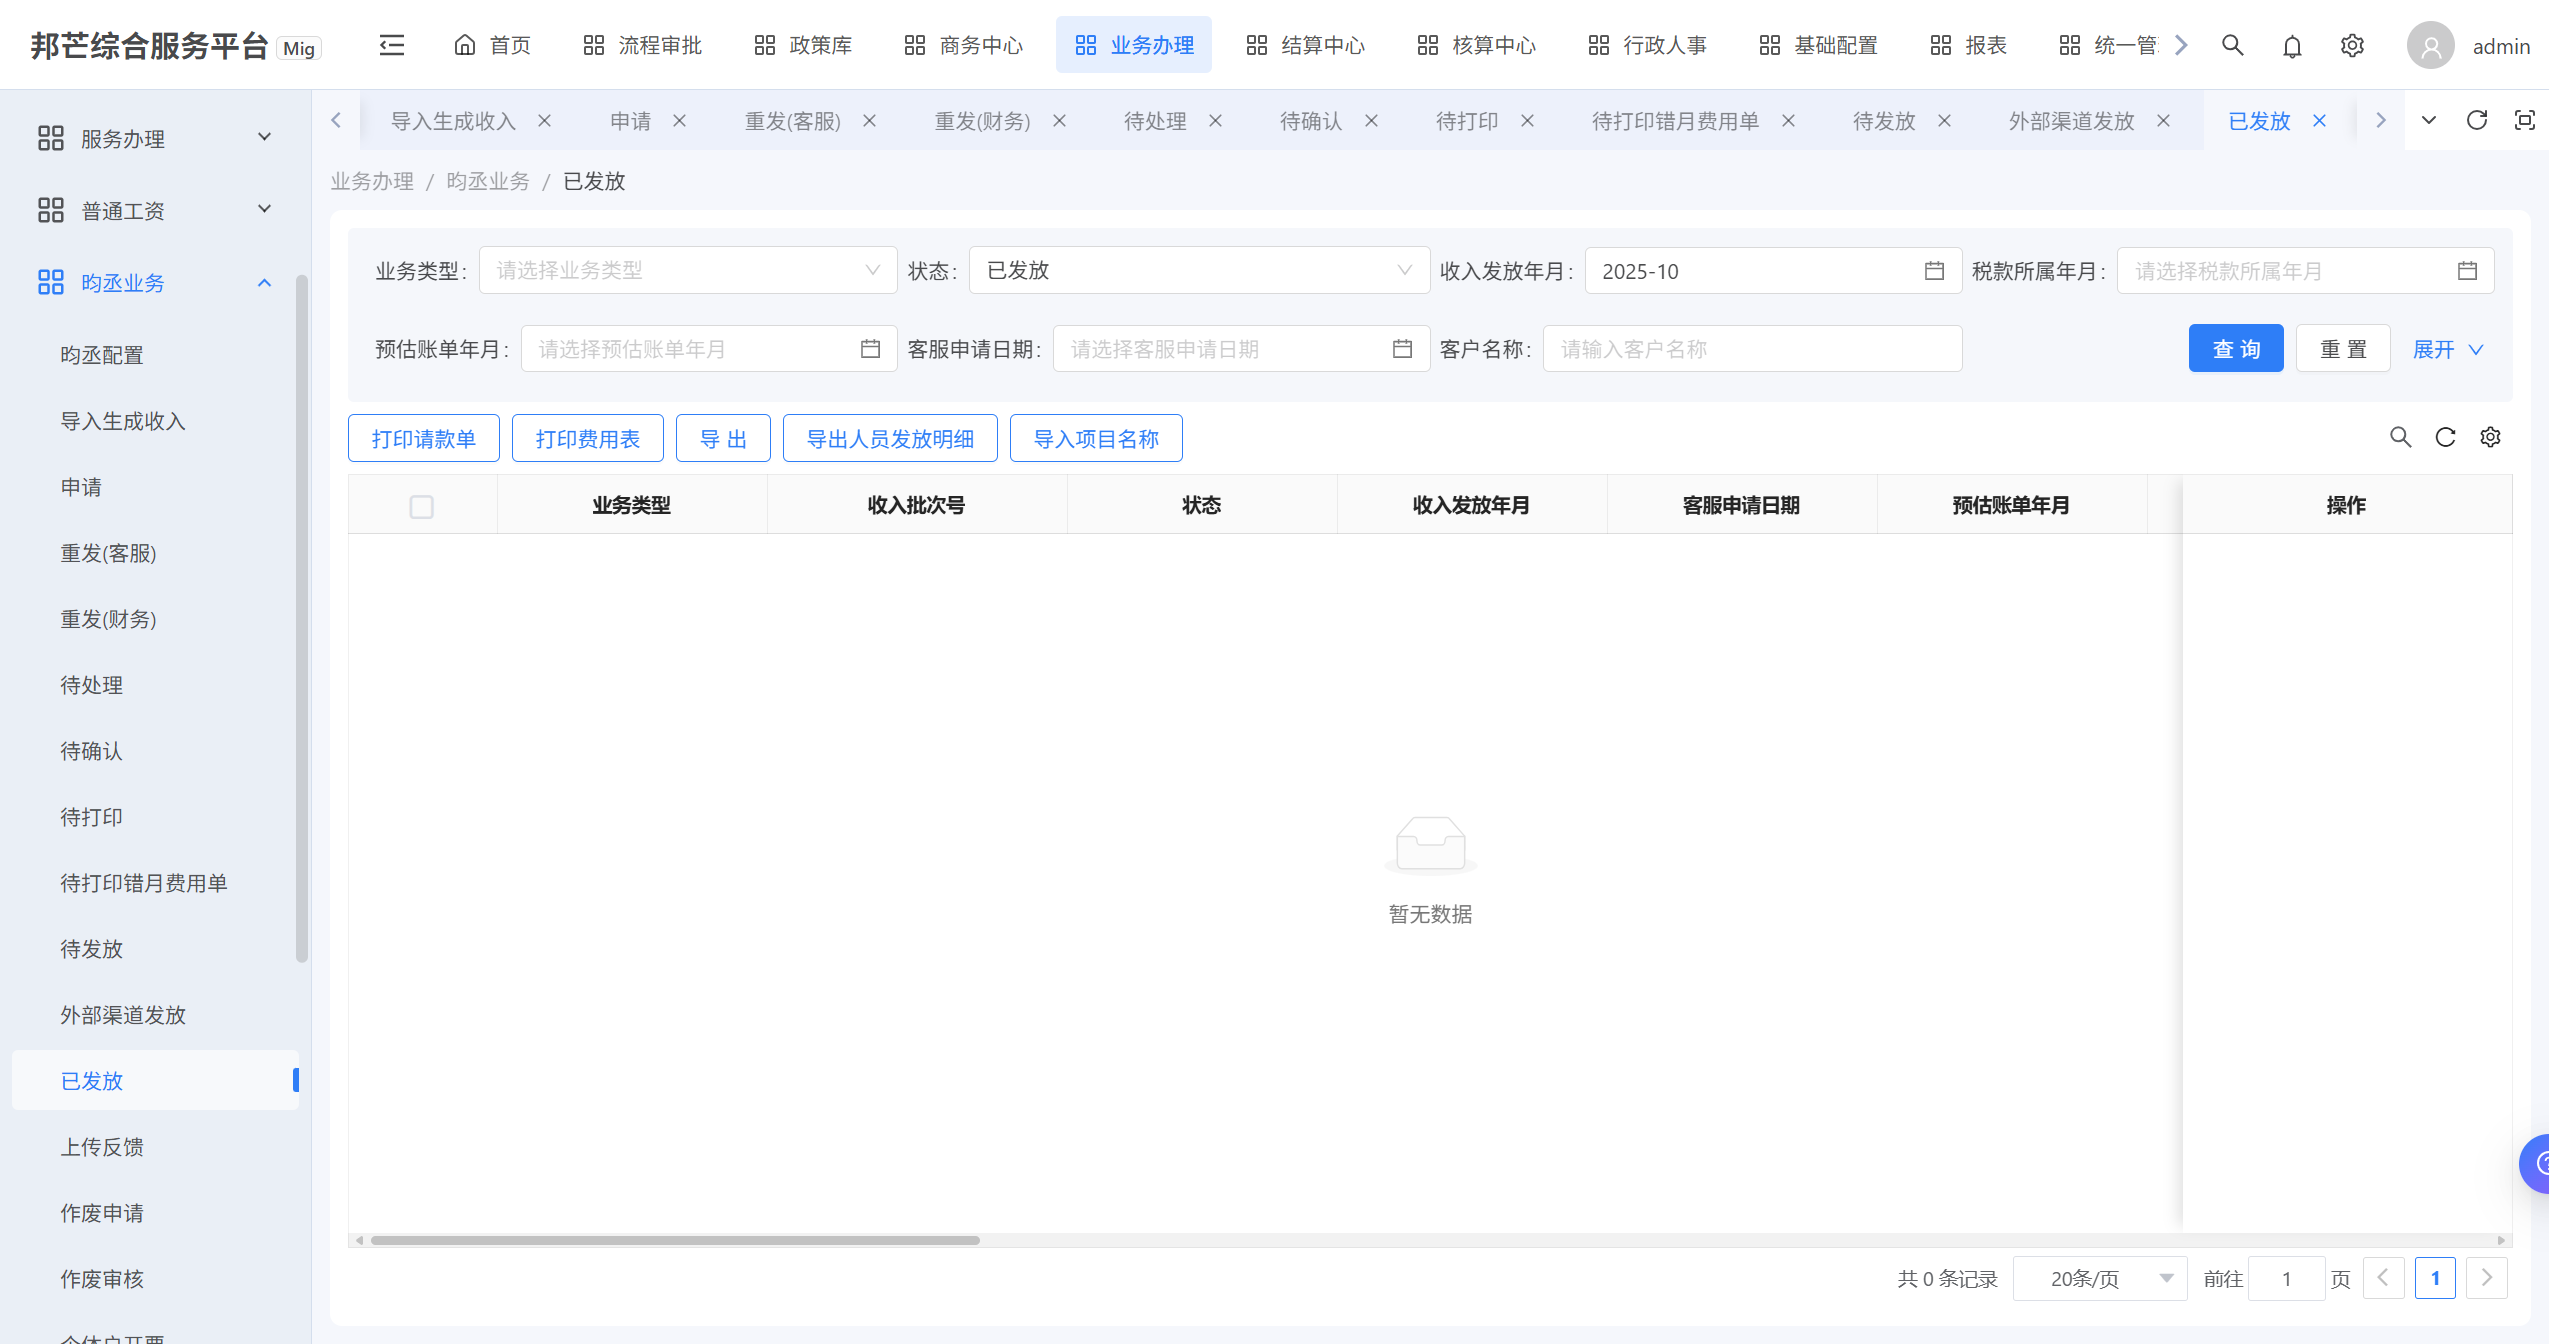 邦芒综合服务平台 Mig
首页 流程审批 政策库 商务中心 业务办理 结算中心 核算中心 行政人事 基础配置 报表 统一管 admin
导入生成收入 申请 重发(客服) 重发(财务) 待处理 待确认 待打印 待打印错月费用单 待发放 外部渠道发放 已发放
业务办理 / 昀丞业务 / 已发放
服务办理
普通工资
昀丞业务
昀丞配置
导入生成收入
申请
重发(客服)
重发(财务)
待处理
待确认
待打印
待打印错月费用单
待发放
外部渠道发放
已发放
上传反馈
作废申请
作废审核
个体户开票
业务类型: 请选择业务类型 状态: 已发放 收入发放年月: 2025-10 税款所属年月: 请选择税款所属年月
预估账单年月: 请选择预估账单年月 客服申请日期: 请选择客服申请日期 客户名称: 请输入客户名称 查 询 重 置 展开
打印请款单 打印费用表 导 出 导出人员发放明细 导入项目名称
业务类型 收入批次号 状态 收入发放年月 客服申请日期 预估账单年月 操作
暂无数据
共 0 条记录 20条/页 前往 1 页 1